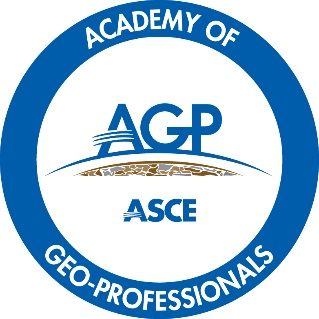 ACADEMY OF
AGP
ASCE
GEO-PROFESSIONALS